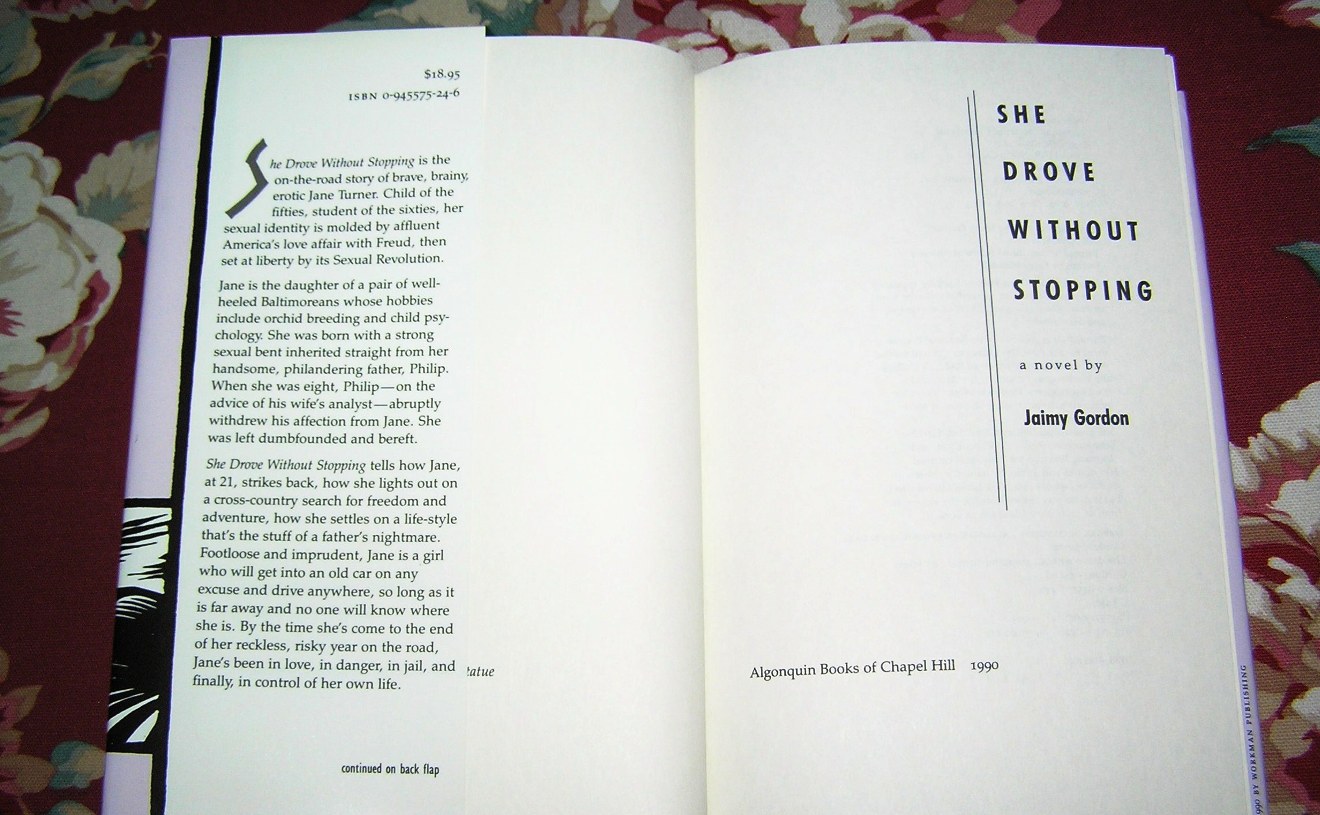 $18.95
ISBN 0-945575-24-6
She Drove Without Stopping is the
on-the-road story of brave, brainy,
erotic Jane Turner. Child of the
fifties, student of the sixties, her
sexual identity is molded by affluent
America's love affair with Freud, then
set at liberty by its Sexual Revolution.
Jane is the daughter of a pair of well-
heeled Baltimoreans whose hobbies
include orchid breeding and child psy-
chology. She was born with a strong
sexual bent inherited straight from her
handsome, philandering father, Philip.
When she was eight, Philip—on the
advice of his wife's analyst—abruptly
withdrew his affection from Jane. She
was left dumbfounded and bereft.
She Drove Without Stopping tells how Jane,
at 21, strikes back, how she lights out on
a cross-country search for freedom and
adventure, how she settles on a life-style
that's the stuff of a father's nightmare.
Footloose and imprudent, Jane is a girl
who will get into an old car on any
excuse and drive anywhere, so long as it
is far away and no one will know where
she is. By the time she's come to the end
of her reckless, risky year on the road,
Jane's been in love, in danger, in jail, and
finally, in control of her own life.
continued on back flap
tatue
SHE
DROVE
WITHOUT
STOPPING
a novel by
Jaimy Gordon
Algonquin Books of Chapel Hill 1990
990 BY WORKMAN PUBLISHING